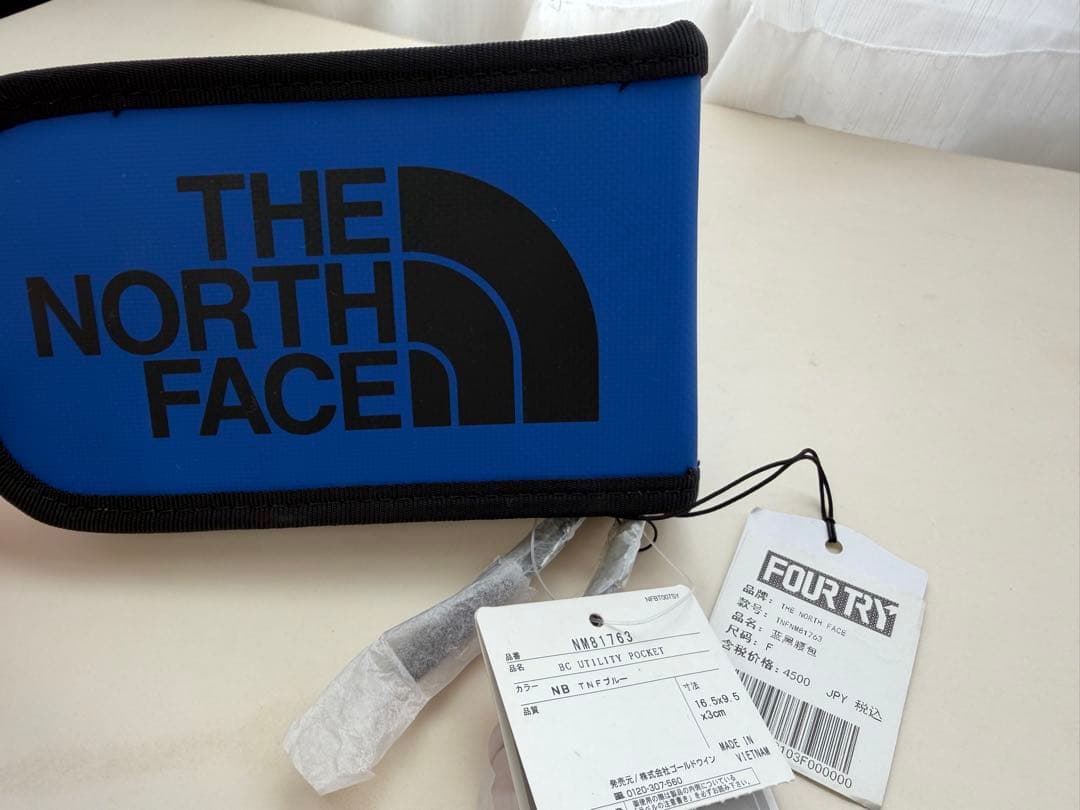 THE
NORTH
FACE
NFBT007SY
品番 NM81763
品名 BC UTILITY POCKET
カラー NB TNFブルー
品質
寸法
16.5x9.5
x3cm
MADE IN
VIETNAM
発売元/株式会社ゴールドウイン
0120-307-560
FOURTRY
品牌: THE NORTH FACE
款号: TNFNM81763
品名: 蓝黑腰包
尺码: F
含税价格: 4500 JPY 税込
103F000000